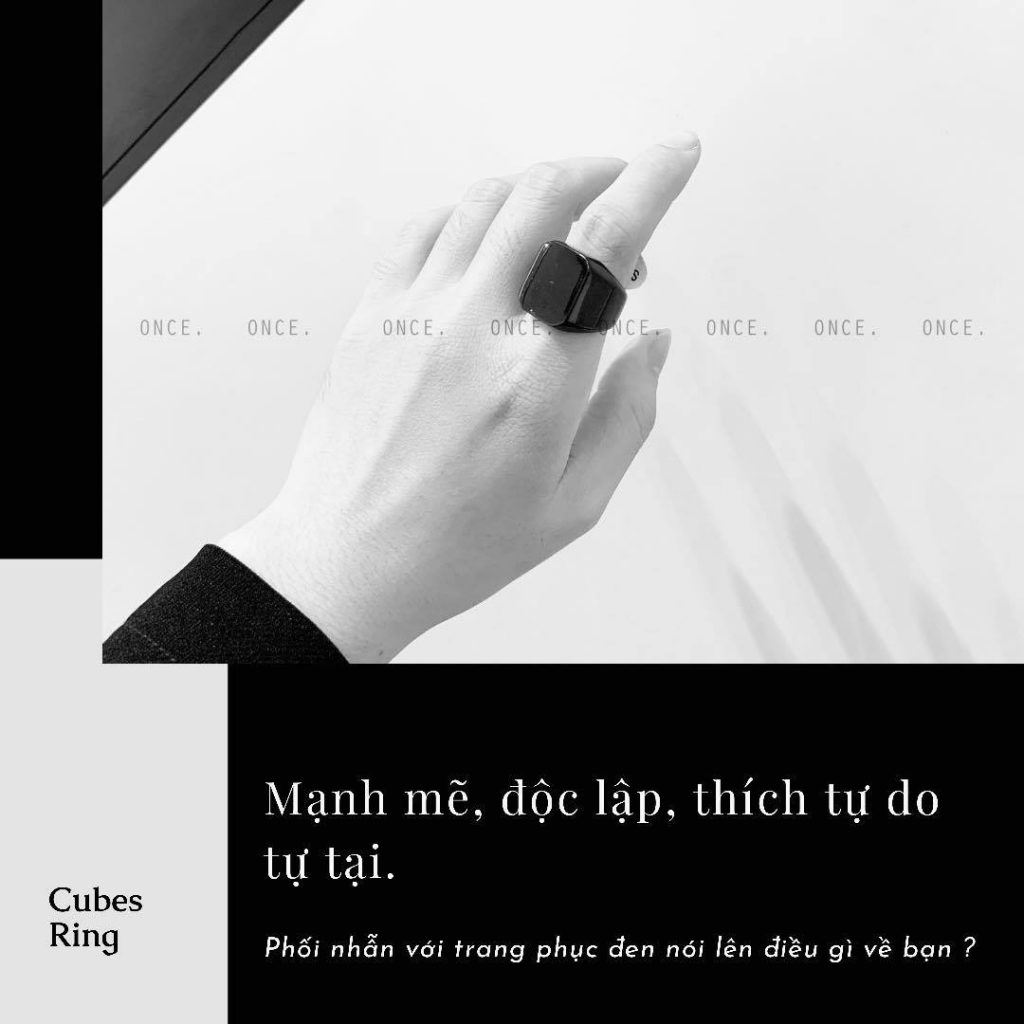 ONCE. ONCE. ONCE. ONCE. ONCE. ONCE. ONCE. ONCE.
S
Mạnh mẽ, độc lập, thích tự do
tự tại.
Cubes
Ring
Phối nhẫn với trang phục đen nói lên điều gì về bạn ?